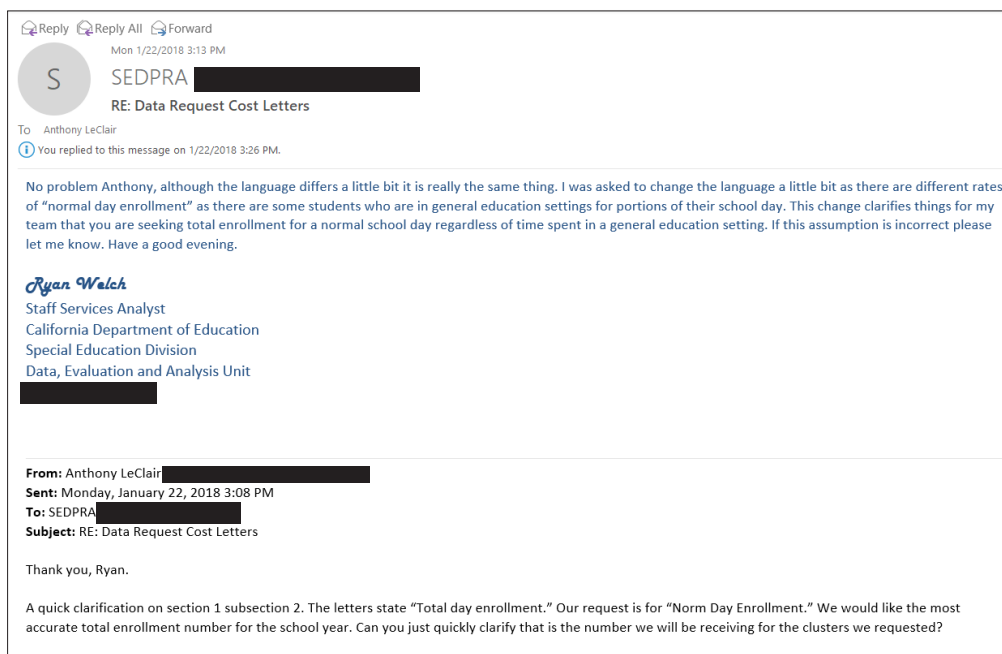 Reply Reply All Forward
Mon 1/22/2018 3:13 PM
S
SEDPRA
RE: Data Request Cost Letters
To Anthony LeClair
i You replied to this message on 1/22/2018 3:26 PM.
No problem Anthony, although the language differs a little bit it is really the same thing. I was asked to change the language a little bit as there are different rates
of “normal day enrollment” as there are some students who are in general education settings for portions of their school day. This change clarifies things for my
team that you are seeking total enrollment for a normal school day regardless of time spent in a general education setting. If this assumption is incorrect please
let me know. Have a good evening.
Ryan Welch
Staff Services Analyst
California Department of Education
Special Education Division
Data, Evaluation and Analysis Unit
From: Anthony LeClair
Sent: Monday, January 22, 2018 3:08 PM
To: SEDPRA
Subject: RE: Data Request Cost Letters
Thank you, Ryan.
A quick clarification on section 1 subsection 2. The letters state “Total day enrollment.” Our request is for “Norm Day Enrollment.” We would like the most
accurate total enrollment number for the school year. Can you just quickly clarify that is the number we will be receiving for the clusters we requested?